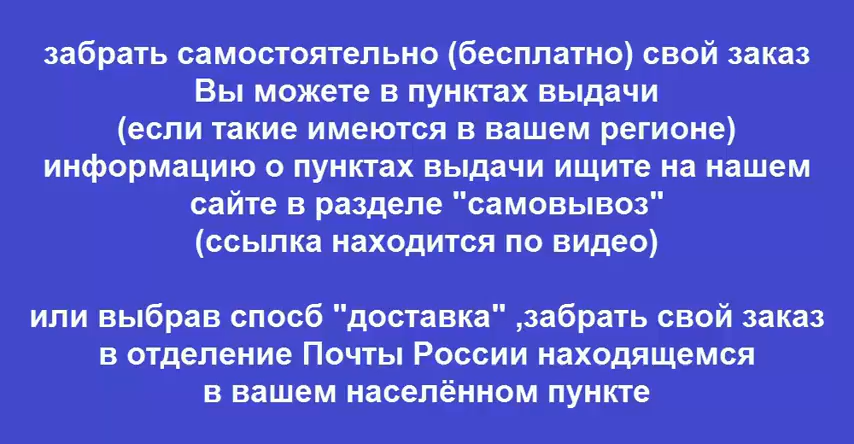 забрать самостоятельно (бесплатно) свой заказ
Вы можете в пунктах выдачи
(если такие имеются в вашем регионе)
информацию о пунктах выдачи ищите на нашем
сайте в разделе "самовывоз"
(ссылка находится по видео)
или выбрав спосб "доставка" ,забрать свой заказ
в отделение Почты России находящемся
в вашем населённом пункте